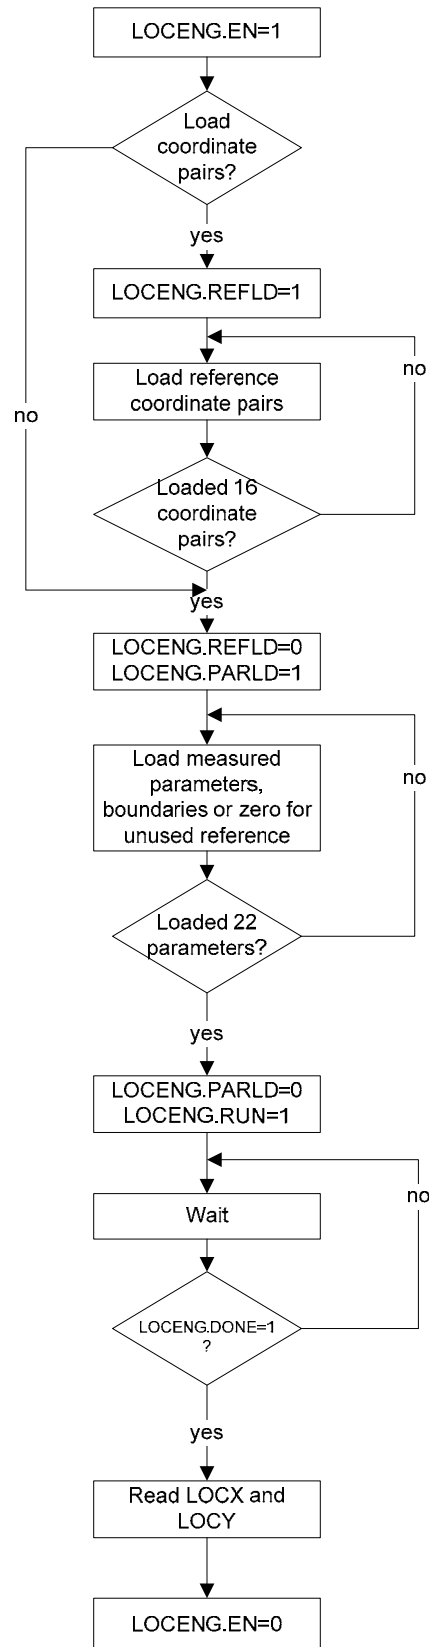 LOCENG.EN=1
Load
coordinate
pairs?
yes
LOCENG.REFLD=1
no
Load reference
coordinate pairs
no
Loaded 16
coordinate
pairs?
yes
LOCENG.REFLD=0
LOCENG.PARLD=1
Load measured
parameters,
boundaries or zero for
unused reference
no
Loaded 22
parameters?
yes
LOCENG.PARLD=0
LOCENG.RUN=1
no
Wait
LOCENG.DONE=1
?
yes
Read LOCX and
LOCY
LOCENG.EN=0